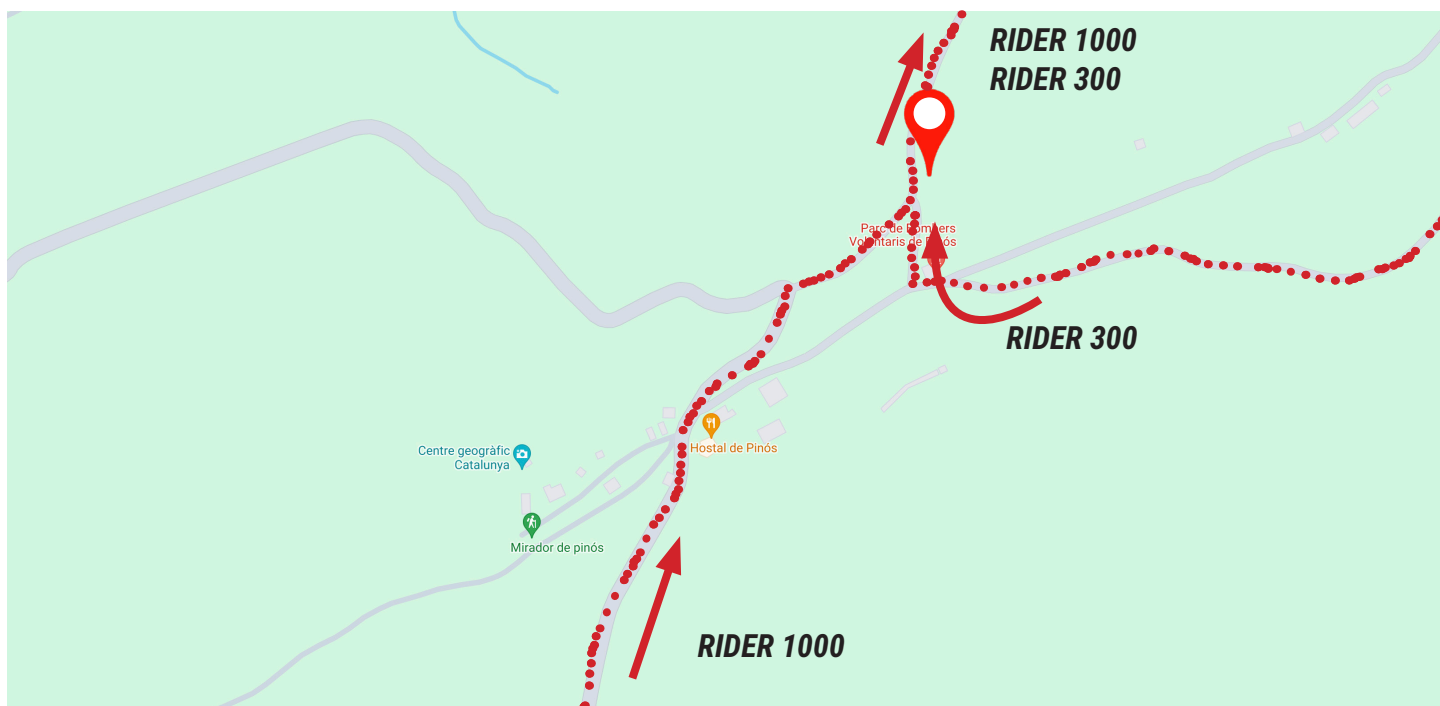 RIDER 1000
RIDER 300
Parc de Bombers
Voluntaris de Pinós
RIDER 300
Hostal de Pinós
Centre geogràfic
Catalunya
Mirador de pinós
RIDER 1000